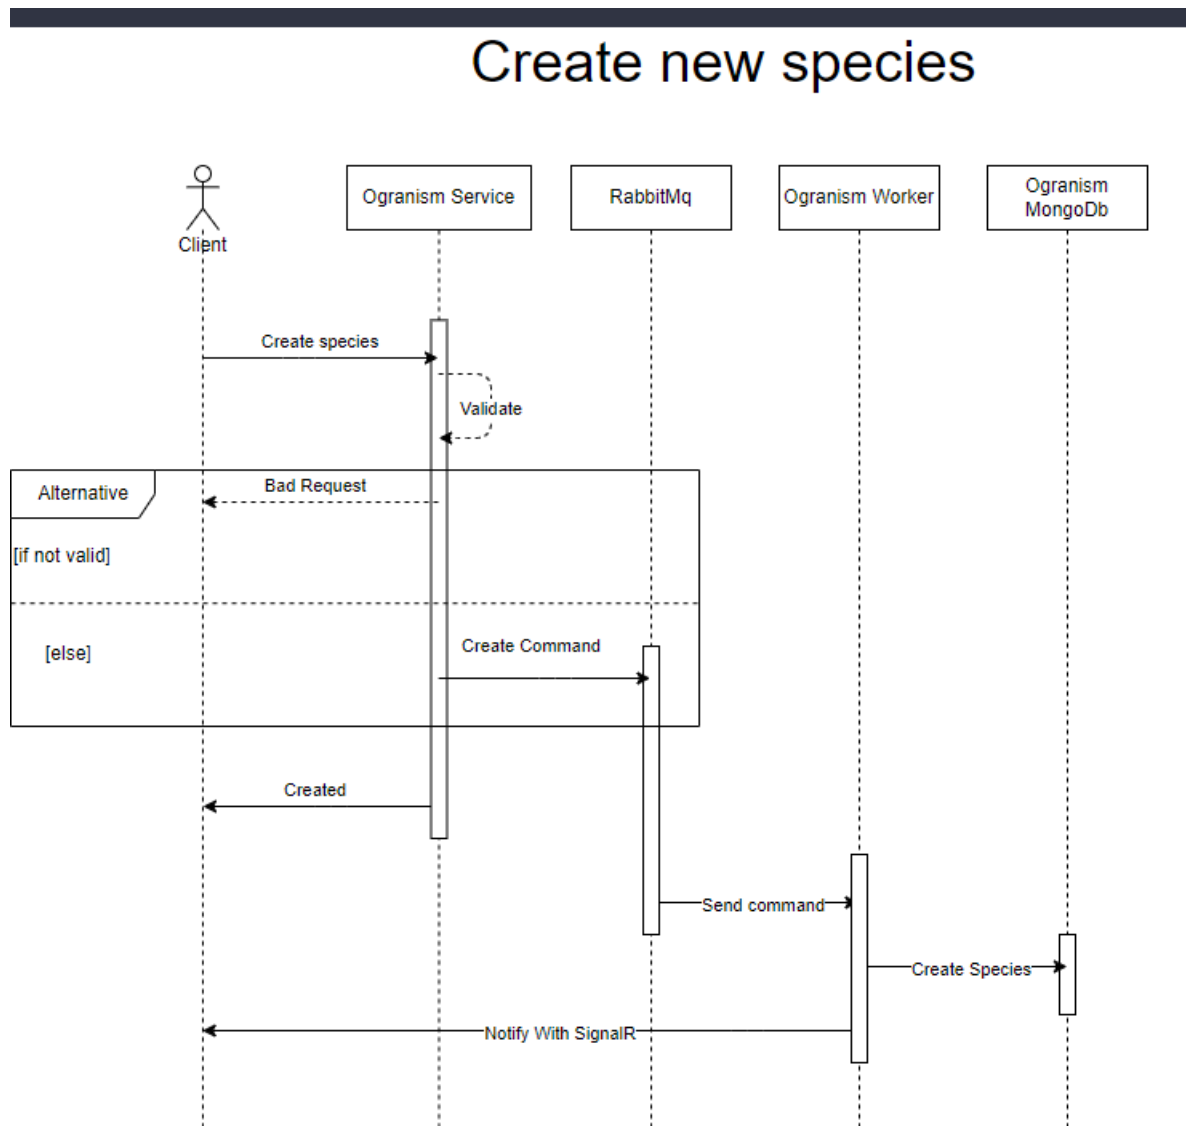 Create new species
Client
Ogranism Service
RabbitMq
Ogranism Worker
Ogranism
MongoDb
Create species
Validate
Alternative
Bad Request
[if not valid]
[else]
Create Command
Created
Send command
Create Species
Notify With SignalR